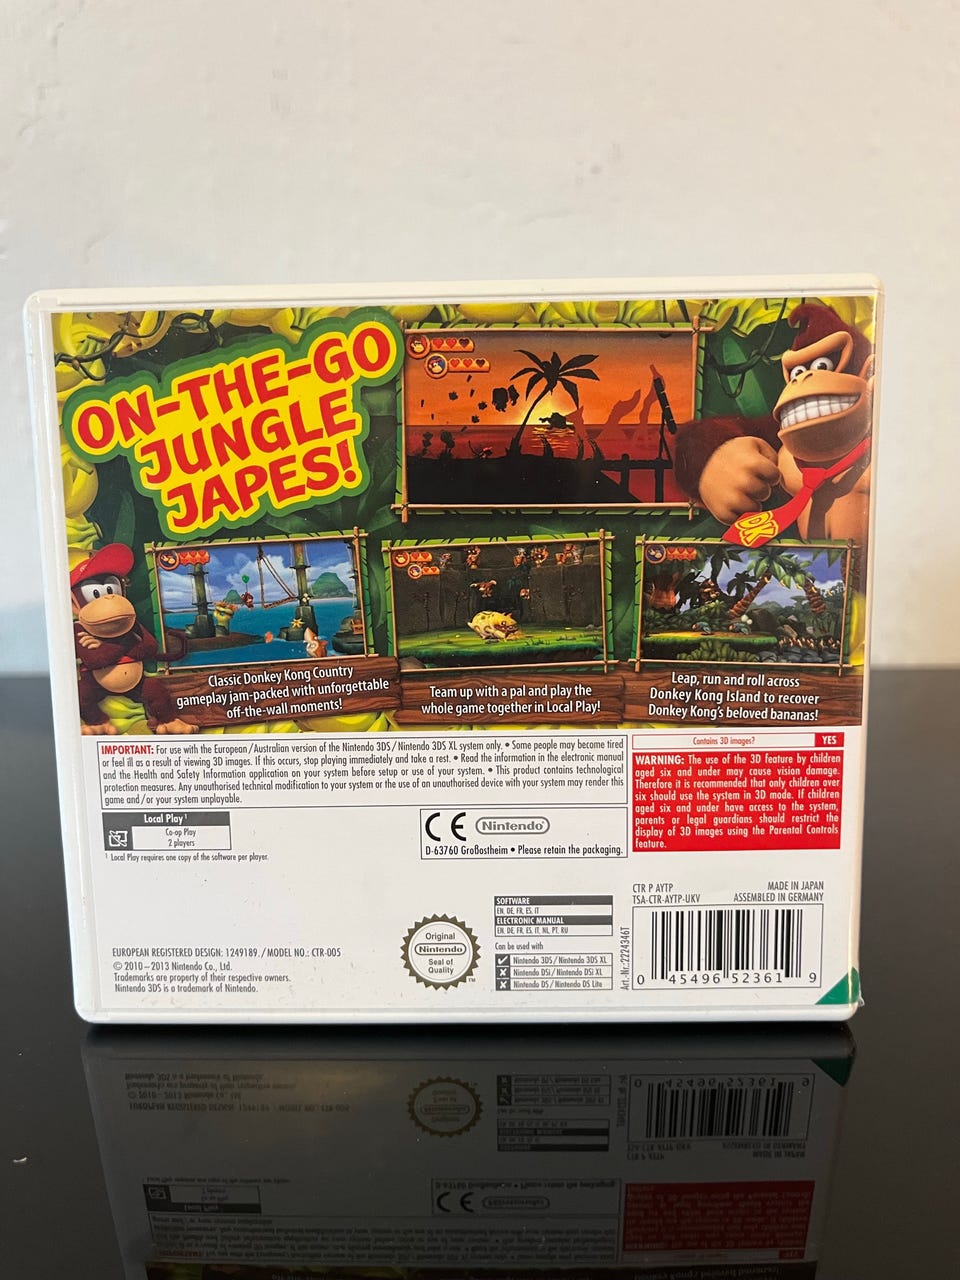 ON-THE-GO
JUNGLE
JAPES!
DK
Classic Donkey Kong Country
gameplay jam-packed with unforgettable
off-the-wall moments!
Team up with a pal and play the
whole game together in Local Play!
Leap, run and roll across
Donkey Kong Island to recover
Donkey Kong's beloved bananas!
IMPORTANT: For use with the European/Australian version of the Nintendo 3DS/Nintendo 3DS XL system only. • Some people may become tired
or feel ill as a result of viewing 3D images. If this occurs, stop playing immediately and take a rest. • Read the information in the electronic manual
and the Health and Safety Information application on your system before setup or use of your system. • This product contains technological
protection measures. Any unauthorised technical modification to your system or the use of an unauthorised device with your system may render this
game and/or your system unplayable.
Contains 3D images? YES
WARNING: The use of the 3D feature by children
aged six and under may cause vision damage.
Therefore it is recommended that only children over
six should use the system in 3D mode. If children
aged six and under have access to the system,
parents or legal guardians should restrict the
display of 3D images using the Parental Controls
feature.
Local Play¹
Co-op Play
2 players
¹ Local Play requires one copy of the software per player.
CE Nintendo®
D-63760 Großostheim • Please retain the packaging.
CTR P AYTP
TSA-CTR-AYTP-UKV
MADE IN JAPAN
ASSEMBLED IN GERMANY
SOFTWARE
EN, DE, FR, ES, IT
ELECTRONIC MANUAL
EN, DE, FR, ES, IT, NL, PT, RU
Can be used with
Nintendo 3DS/Nintendo 3DS XL
Nintendo DSi/Nintendo DSi XL
Nintendo DS/Nintendo DS Lite
Art.-Nr.:2224346T
0 45496 52361 9
Original
Nintendo®
Seal of
Quality
TM
EUROPEAN REGISTERED DESIGN: 1249189./MODEL NO.: CTR-005
© 2010–2013 Nintendo Co., Ltd.
Trademarks are property of their respective owners.
Nintendo 3DS is a trademark of Nintendo.